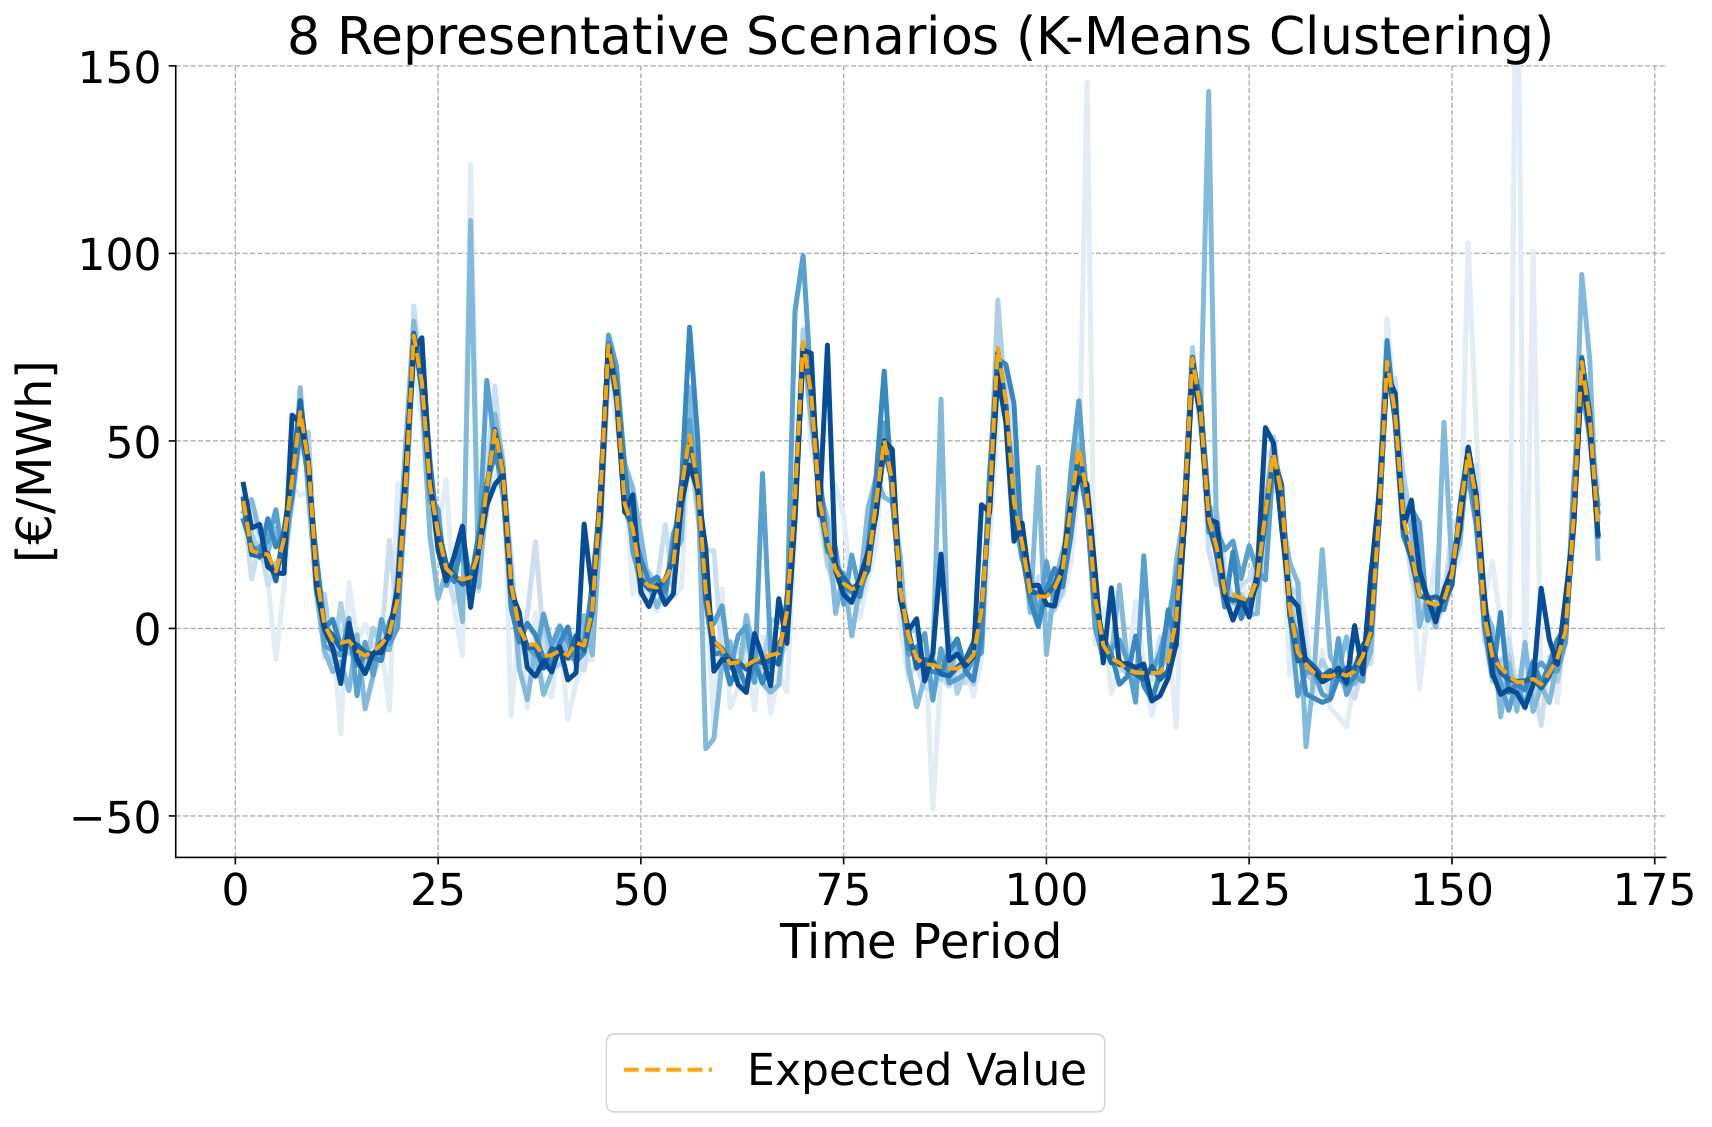 8 Representative Scenarios (K-Means Clustering)
[€/MWh]
150
100
50
0
−50
0 25 50 75 100 125 150 175
Time Period
Expected Value